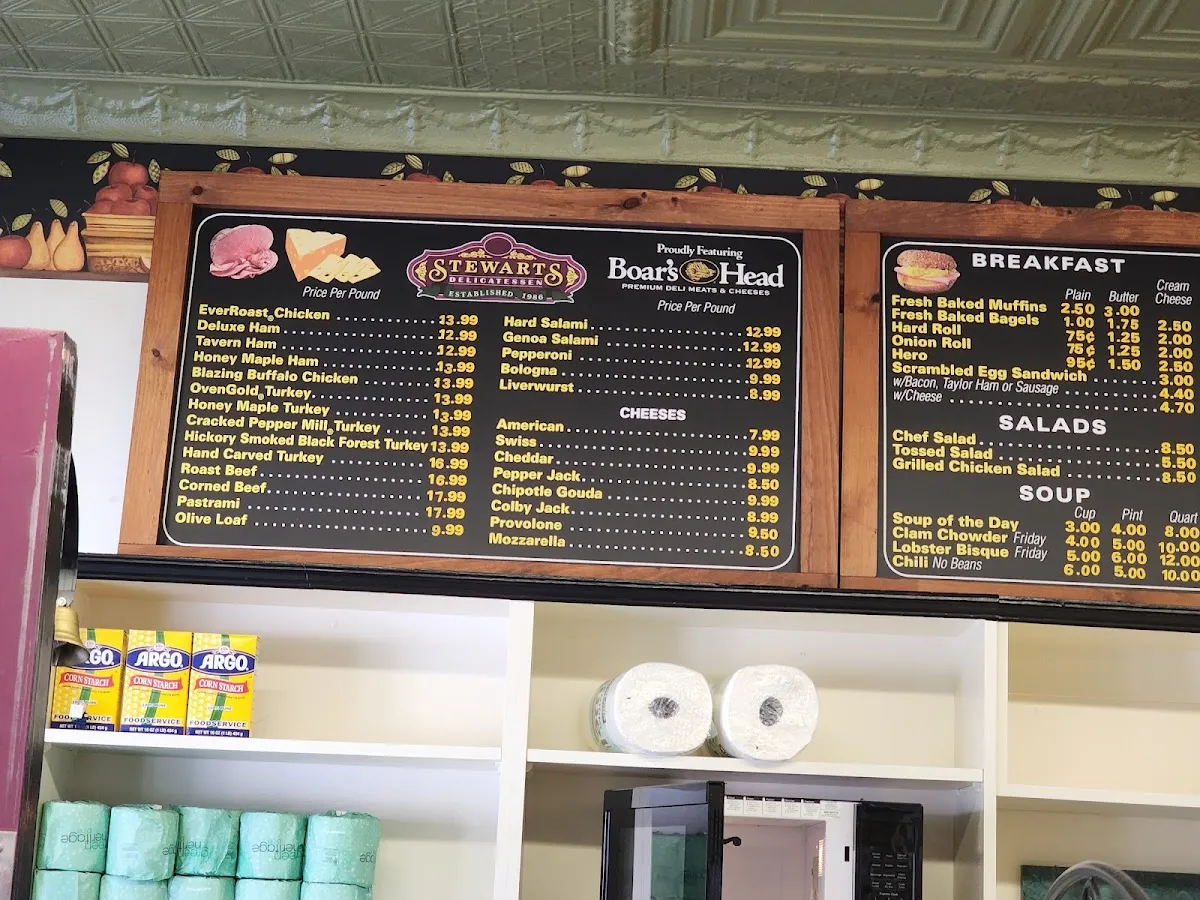 STEWARTS
DELICATESSEN
ESTABLISHED 1986
Proudly Featuring
Boar's Head
PREMIUM DELI MEATS & CHEESES
Price Per Pound
EverRoast® Chicken 13.99
Deluxe Ham 12.99
Tavern Ham 12.99
Honey Maple Ham 13.99
Blazing Buffalo Chicken 13.99
OvenGold® Turkey 13.99
Honey Maple Turkey 13.99
Cracked Pepper Mill® Turkey 13.99
Hickory Smoked Black Forest Turkey 13.99
Hand Carved Turkey 16.99
Roast Beef 16.99
Corned Beef 17.99
Pastrami 17.99
Olive Loaf 9.99
Price Per Pound
Hard Salami 12.99
Genoa Salami 12.99
Pepperoni 12.99
Bologna 9.99
Liverwurst 8.99
CHEESES
American 7.99
Swiss 9.99
Cheddar 9.99
Pepper Jack 8.50
Chipotle Gouda 9.99
Colby Jack 8.99
Provolone 9.50
Mozzarella 8.50
BREAKFAST
Plain Butter Cream Cheese
Fresh Baked Muffins 2.50 3.00
Fresh Baked Bagels 1.00 1.75 2.50
Hard Roll 75¢ 1.25 2.00
Onion Roll 75¢ 1.25 2.00
Hero 95¢ 1.50 2.50
Scrambled Egg Sandwich 3.00
w/Bacon, Taylor Ham or Sausage 4.40
w/Cheese 4.70
SALADS
Chef Salad 8.50
Tossed Salad 5.50
Grilled Chicken Salad 8.50
SOUP
Cup Pint Quart
Soup of the Day 3.00 4.00 8.00
Clam Chowder Friday 4.00 5.00 10.00
Lobster Bisque Friday 5.00 6.00 12.00
Chili No Beans 6.00 5.00 10.00
ARGO
CORN STARCH
FOODSERVICE
ARGO
CORN STARCH
FOODSERVICE
ARGO
CORN STARCH
FOODSERVICE
heritage
green heritage